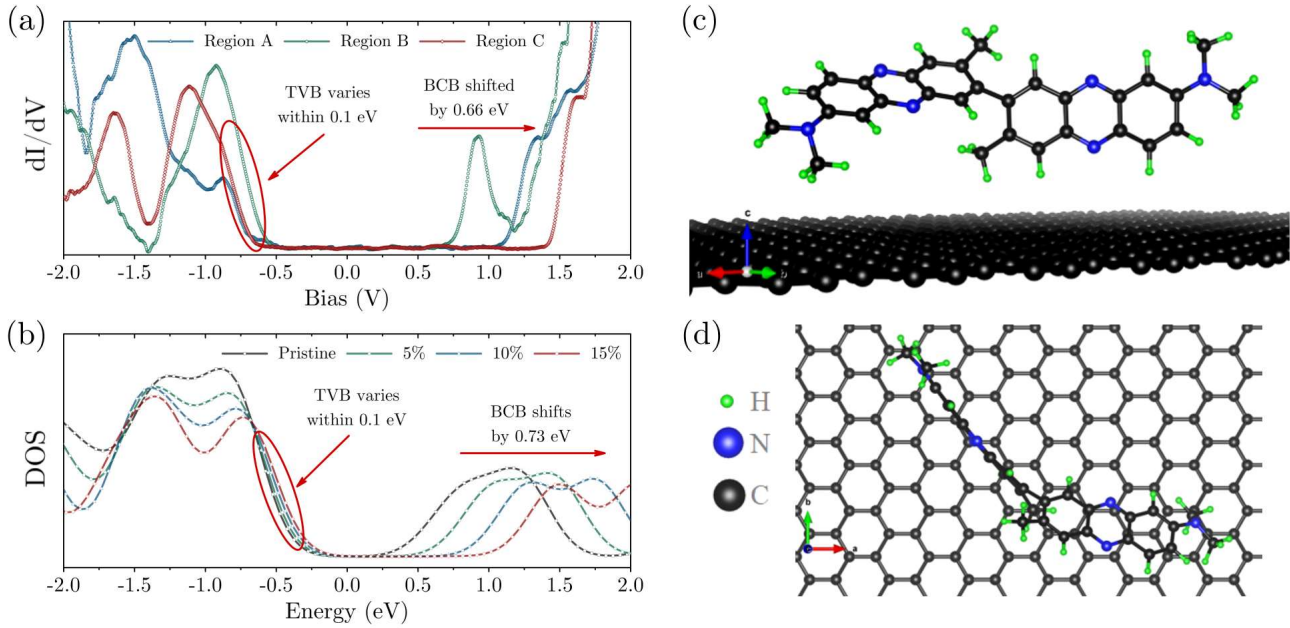 (a)
Region A Region B Region C
TVB varies
within 0.1 eV
BCB shifted
by 0.66 eV
dI/dV
-2.0 -1.5 -1.0 -0.5 0.0 0.5 1.0 1.5 2.0
Bias (V)
(b)
Pristine 5% 10% 15%
TVB varies
within 0.1 eV
BCB shifts
by 0.73 eV
DOS
-2.0 -1.5 -1.0 -0.5 0.0 0.5 1.0 1.5 2.0
Energy (eV)
(c)
c
b
(d)
H
N
C
b
a